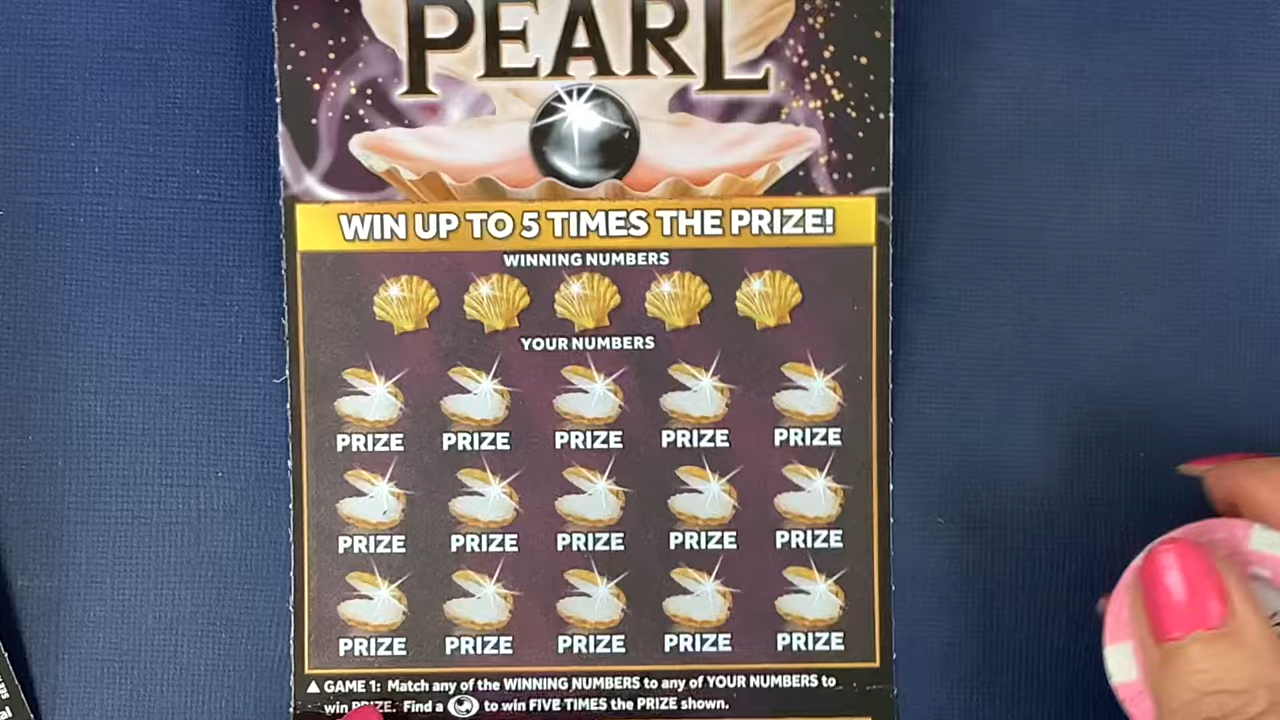 PEARL
WIN UP TO 5 TIMES THE PRIZE!
WINNING NUMBERS
YOUR NUMBERS
PRIZE PRIZE PRIZE PRIZE PRIZE
PRIZE PRIZE PRIZE PRIZE PRIZE
PRIZE PRIZE PRIZE PRIZE PRIZE
▲ GAME 1: Match any of the WINNING NUMBERS to any of YOUR NUMBERS to
win PRIZE. Find a to win FIVE TIMES the PRIZE shown.